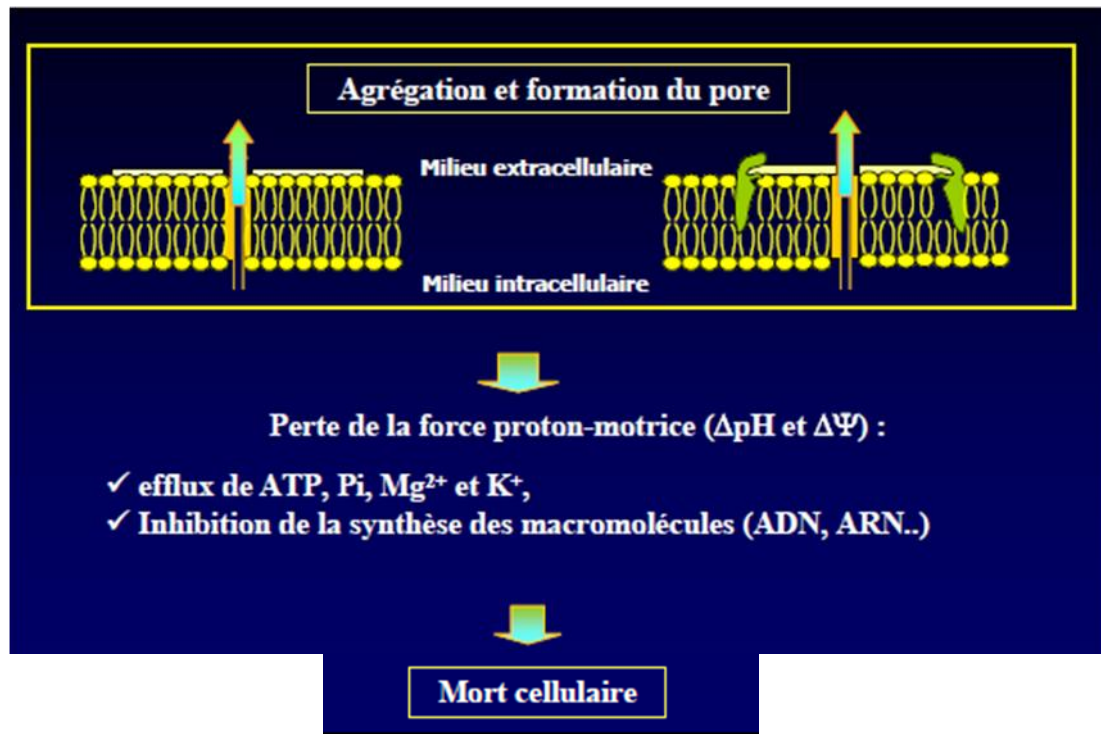 Agrégation et formation du pore
Milieu extracellulaire
Milieu intracellulaire
Perte de la force proton-motrice (ΔpH et ΔΨ) :
✓ efflux de ATP, Pi, Mg²⁺ et K⁺,
✓ Inhibition de la synthèse des macromolécules (ADN, ARN..)
Mort cellulaire